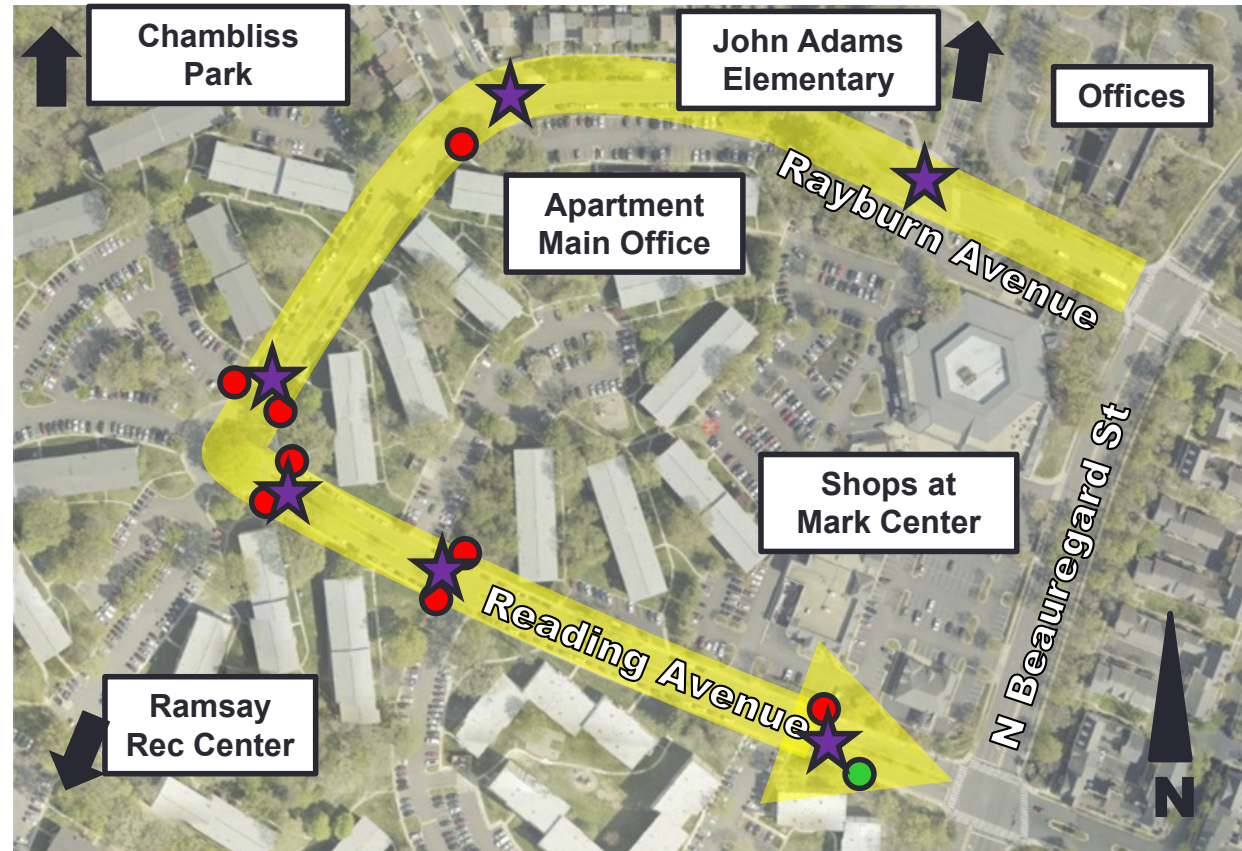 Chambliss
Park
John Adams
Elementary
Offices
Apartment
Main Office
Rayburn Avenue
Shops at
Mark Center
N Beauregard St
Reading Avenue
Ramsay
Rec Center
N